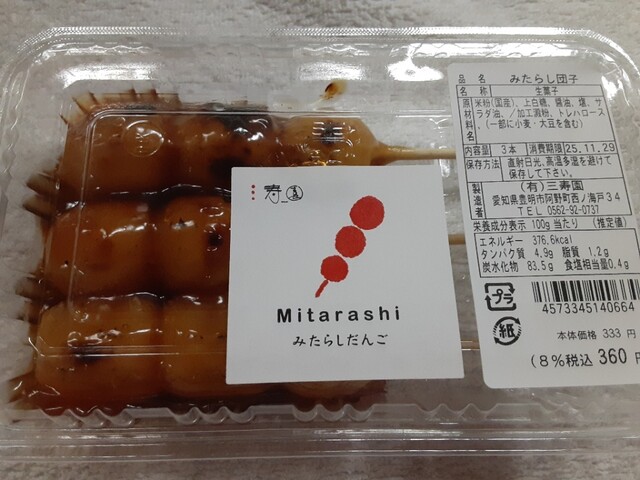 品名 みたらし団子
名称 生菓子
原材料 米粉(国産)、上白糖、醤油、塩、サ
ラダ油、/加工澱粉、トレハロース
、(一部に小麦・大豆を含む)
内容量 3本 消費期限 25.11.29
保存方法 直射日光、高温多湿を避けて
保存して下さい。
製造者 (有)三寿園
愛知県豊明市阿野町西ノ海戸34
TEL 0562-92-0737
栄養成分表示 100g当たり (推定値)
エネルギー 376.6kcal
タンパク質 4.9g 脂質 1.2g
炭水化物 83.5g 食塩相当量0.4g
プラ
紙
4573345140664
本体価格 333 円
(8%税込 360 円
三寿園
Mitarashi
みたらしだんご